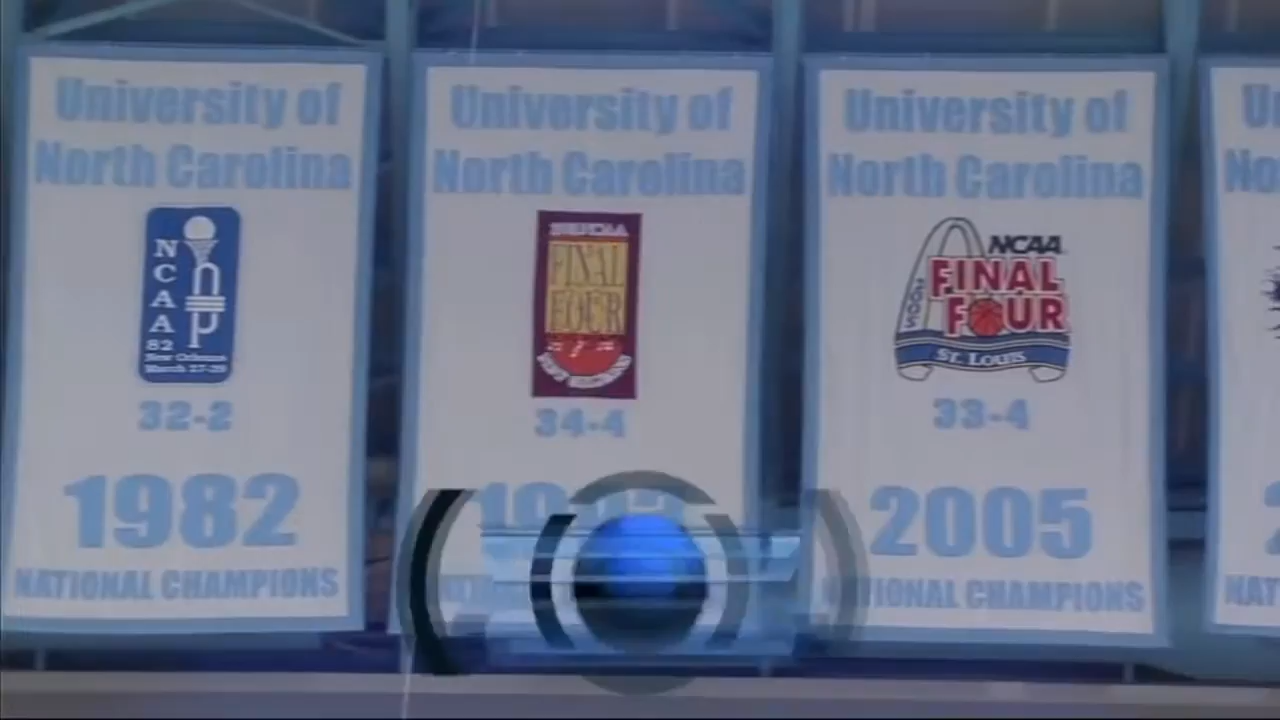 University of
North Carolina
NCAA
82
New Orleans
March 27-29
32-2
1982
NATIONAL CHAMPIONS
University of
North Carolina
FINAL
FOUR
34-4
University of
North Carolina
NCAA
FINAL
FOUR
2005
ST. LOUIS
33-4
2005
NATIONAL CHAMPIONS